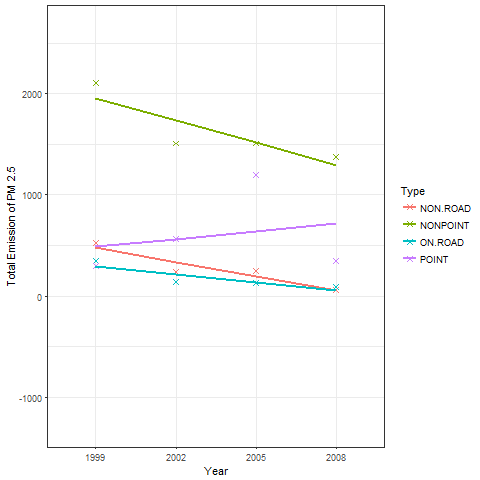 Total Emission of PM 2.5
2000
1000
0
-1000
1999 2002 2005 2008
Year
Type
NON.ROAD
NONPOINT
ON.ROAD
POINT